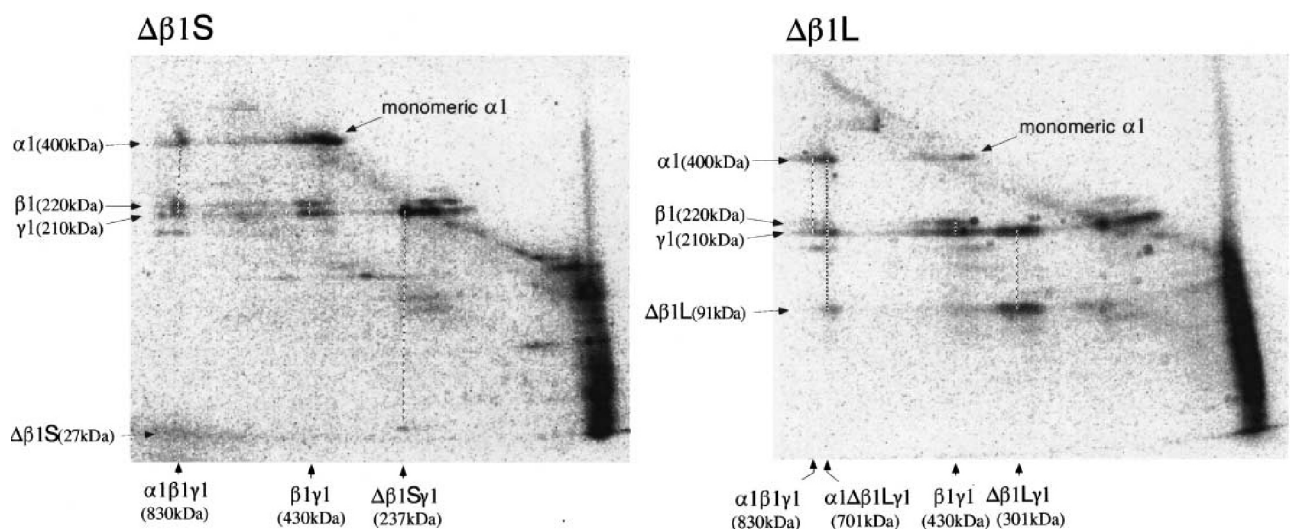 Δβ1S
monomeric α1
α1(400kDa)
β1(220kDa)
γ1(210kDa)
Δβ1S(27kDa)
α1β1γ1
(830kDa)
β1γ1
(430kDa)
Δβ1Sγ1
(237kDa)
Δβ1L
monomeric α1
α1(400kDa)
β1(220kDa)
γ1(210kDa)
Δβ1L(91kDa)
α1β1γ1
(830kDa)
α1Δβ1Lγ1
(701kDa)
β1γ1
(430kDa)
Δβ1Lγ1
(301kDa)